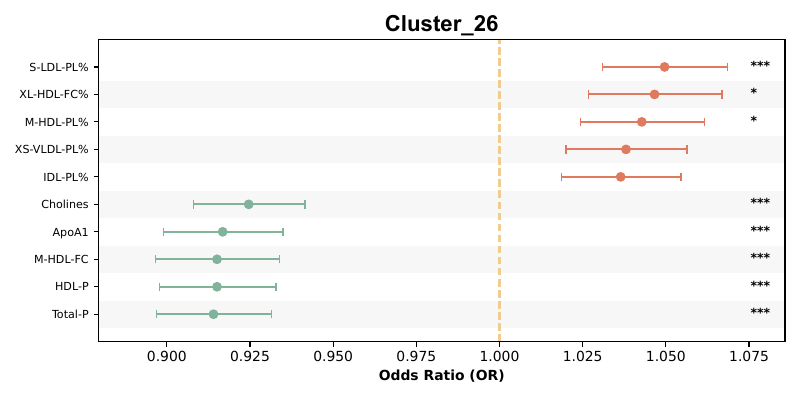 Cluster_26
S-LDL-PL% ***
XL-HDL-FC% *
M-HDL-PL% *
XS-VLDL-PL%
IDL-PL%
Cholines ***
ApoA1 ***
M-HDL-FC ***
HDL-P ***
Total-P ***
0.900 0.925 0.950 0.975 1.000 1.025 1.050 1.075
Odds Ratio (OR)